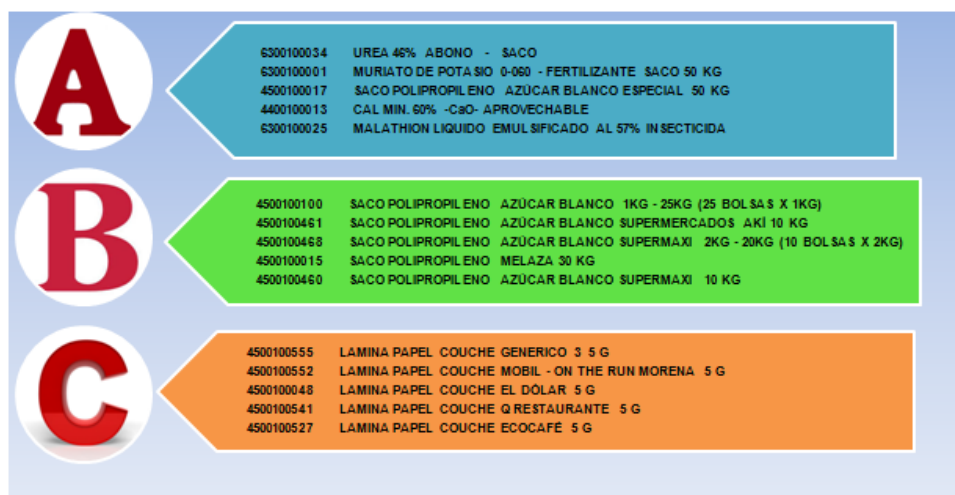 A
6300100034 UREA 46% ABONO - SACO
6300100001 MURIATO DE POTASIO 0-060 - FERTILIZANTE SACO 50 KG
4500100017 SACO POLIPROPILENO AZÚCAR BLANCO ESPECIAL 50 KG
4400100013 CAL MIN. 60% -CaO- APROVECHABLE
6300100025 MALATHION LIQUIDO EMULSIFICADO AL 57% INSECTICIDA
B
4500100100 SACO POLIPROPILENO AZÚCAR BLANCO 1KG - 25KG (25 BOLSAS X 1KG)
4500100461 SACO POLIPROPILENO AZÚCAR BLANCO SUPERMERCADOS AKÍ 10 KG
4500100468 SACO POLIPROPILENO AZÚCAR BLANCO SUPERMAXI 2KG - 20KG (10 BOLSAS X 2KG)
4500100015 SACO POLIPROPILENO MELAZA 30 KG
4500100460 SACO POLIPROPILENO AZÚCAR BLANCO SUPERMAXI 10 KG
C
4500100555 LAMINA PAPEL COUCHE GENERICO 3 5 G
4500100552 LAMINA PAPEL COUCHE MOBIL - ON THE RUN MORENA 5 G
4500100048 LAMINA PAPEL COUCHE EL DÓLAR 5 G
4500100541 LAMINA PAPEL COUCHE Q RESTAURANTE 5 G
4500100527 LAMINA PAPEL COUCHE ECOCAFÉ 5 G